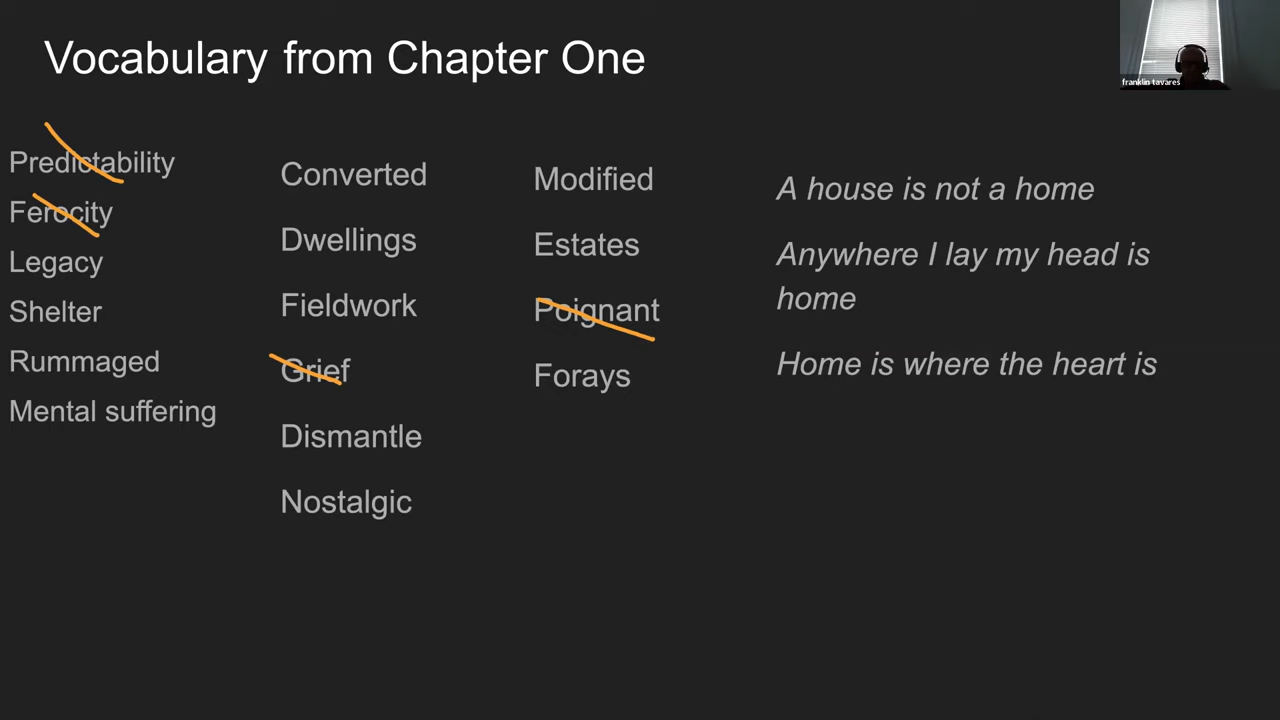 Vocabulary from Chapter One
franklin tavares
Predictability
Ferocity
Legacy
Shelter
Rummaged
Mental suffering
Converted
Dwellings
Fieldwork
Grief
Dismantle
Nostalgic
Modified
Estates
Poignant
Forays
A house is not a home
Anywhere I lay my head is
home
Home is where the heart is